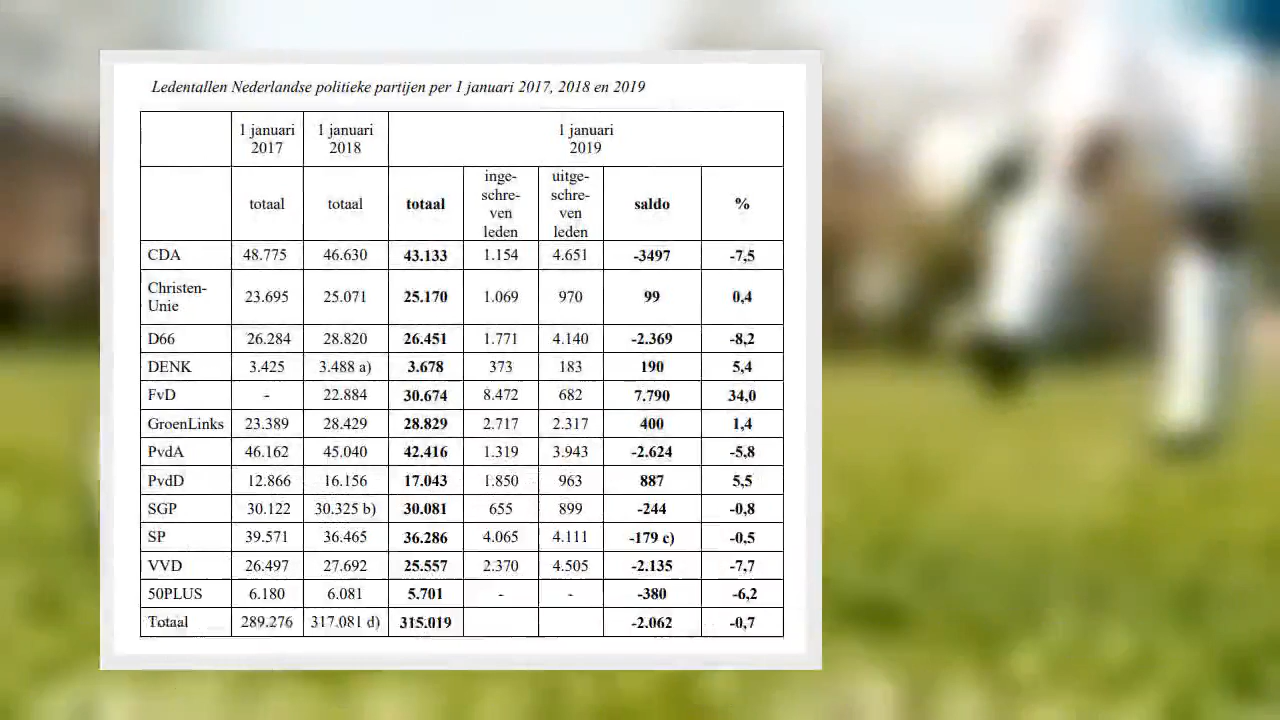 Ledentallen Nederlandse politieke partijen per 1 januari 2017, 2018 en 2019
1 januari 2017 1 januari 2018 1 januari 2019
totaal totaal totaal inge-schre-ven leden uitge-schre-ven leden saldo %
CDA 48.775 46.630 43.133 1.154 4.651 -3497 -7,5
Christen-Unie 23.695 25.071 25.170 1.069 970 99 0,4
D66 26.284 28.820 26.451 1.771 4.140 -2.369 -8,2
DENK 3.425 3.488 a) 3.678 373 183 190 5,4
FvD - 22.884 30.674 8.472 682 7.790 34,0
GroenLinks 23.389 28.429 28.829 2.717 2.317 400 1,4
PvdA 46.162 45.040 42.416 1.319 3.943 -2.624 -5,8
PvdD 12.866 16.156 17.043 1.850 963 887 5,5
SGP 30.122 30.325 b) 30.081 655 899 -244 -0,8
SP 39.571 36.465 36.286 4.065 4.111 -179 c) -0,5
VVD 26.497 27.692 25.557 2.370 4.505 -2.135 -7,7
50PLUS 6.180 6.081 5.701 - - -380 -6,2
Totaal 289.276 317.081 d) 315.019 -2.062 -0,7